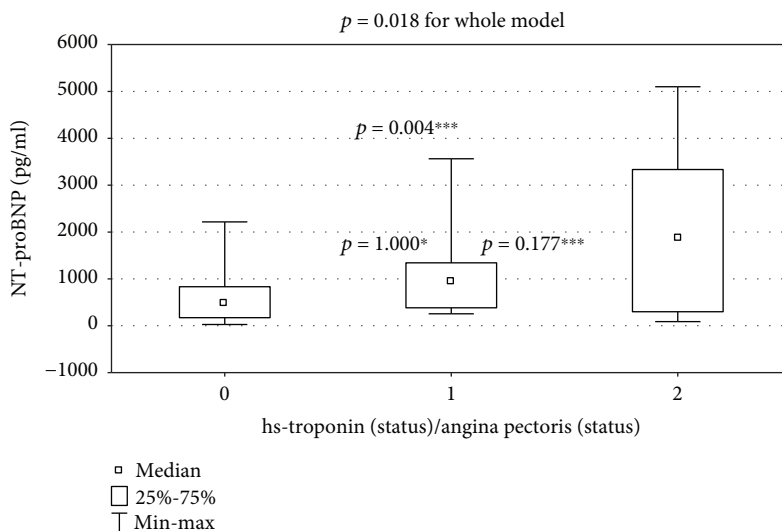 p = 0.018 for whole model
6000
5000
4000
3000
2000
1000
0
−1000
NT-proBNP (pg/ml)
p = 0.004***
p = 1.000*
p = 0.177***
0 1 2
hs-troponin (status)/angina pectoris (status)
Median
25%-75%
Min-max